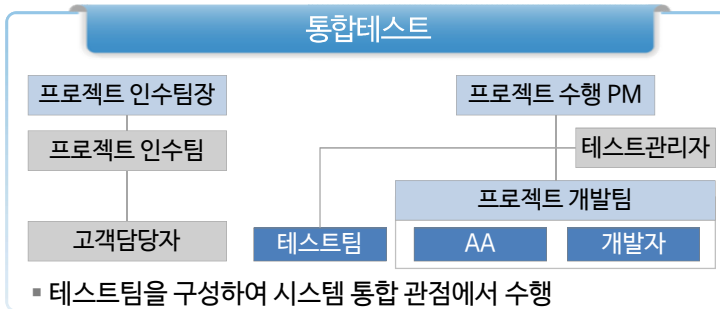 통합테스트
프로젝트 인수팀장
프로젝트 수행 PM
프로젝트 인수팀
테스트관리자
프로젝트 개발팀
고객담당자
테스트팀
AA
개발자
▪ 테스트팀을 구성하여 시스템 통합 관점에서 수행